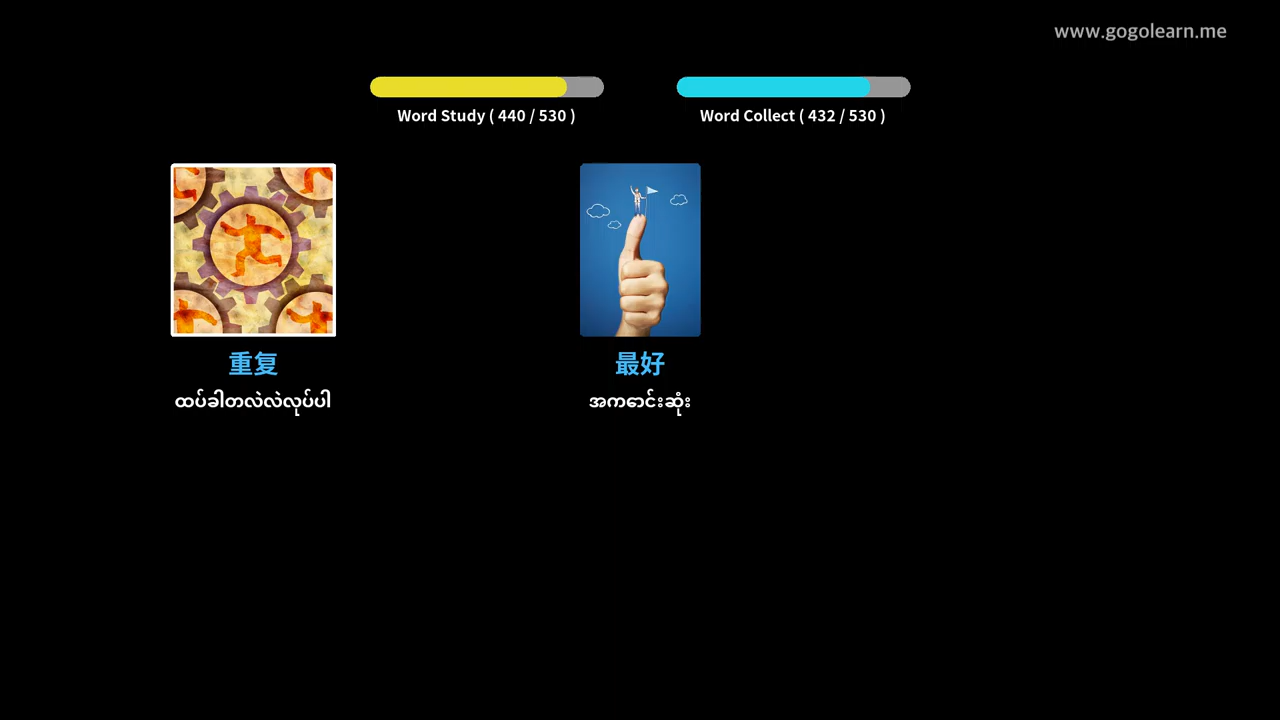 www.gogolearn.me
Word Study ( 440 / 530 )
Word Collect ( 432 / 530 )
重复
最好
ထပ်ခါတလဲလဲလုပ်ပါ
အကောင်းဆုံး